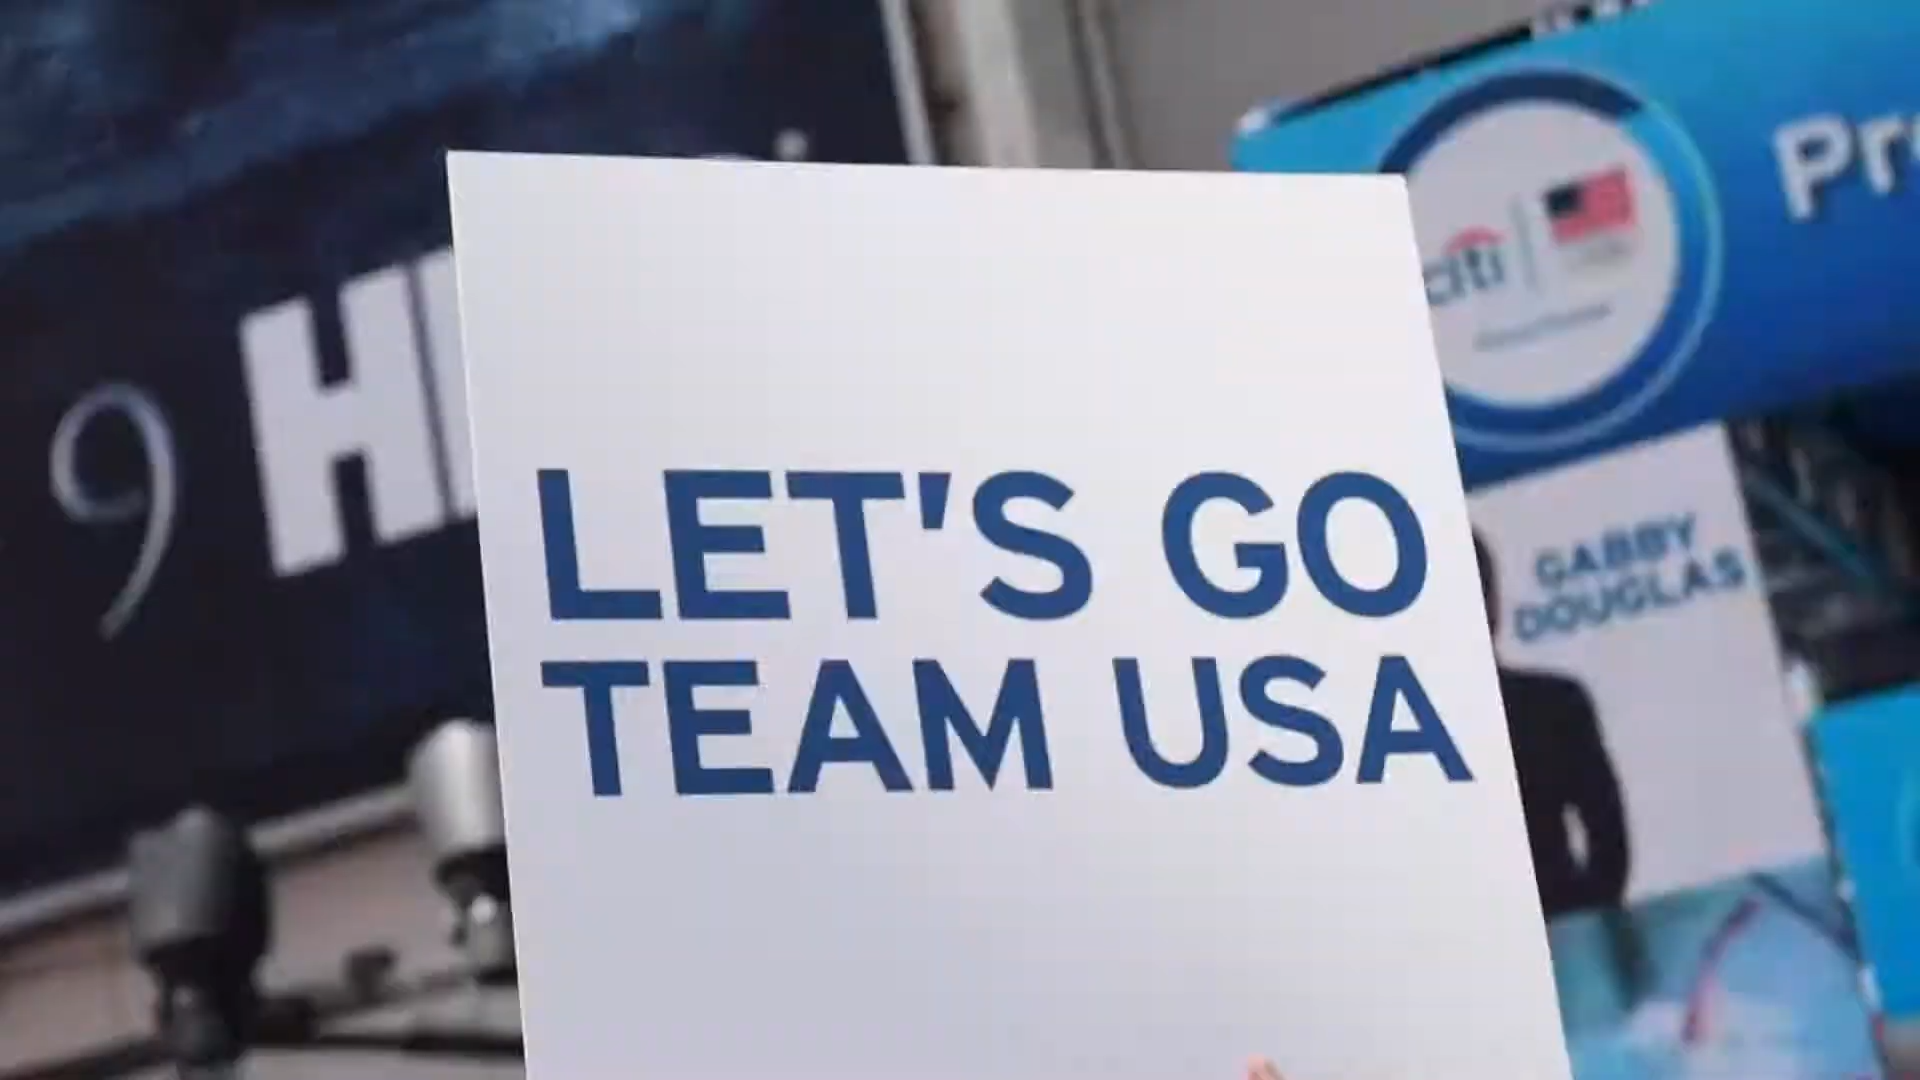 LET'S GO
TEAM USA
citi
GABBY
DOUGLAS